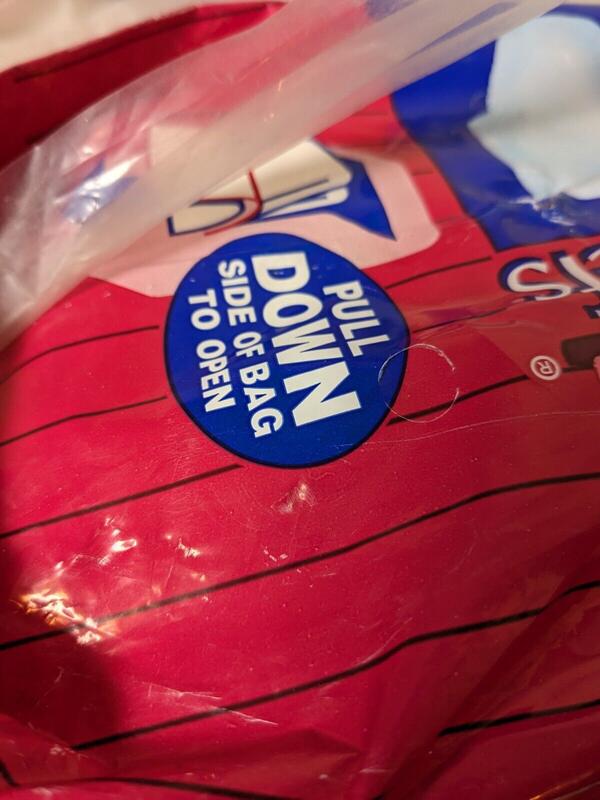 PULL
DOWN
SIDE OF BAG
TO OPEN
®